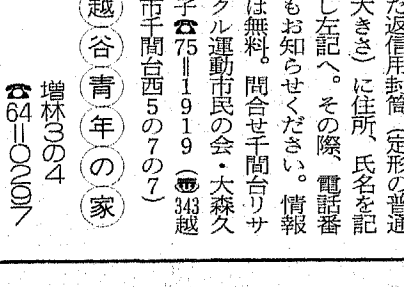 た返信用封筒（定形の普通
大きさ）に住所、氏名を記
し左記へ。その際、電話番
もお知らせください。情報
は無料。問合せ千間台リサ
クル運動市民の会・大森久
子☎75=1919（〠343越
市千間台西5の7の7）
越谷青年の家
増林3の4
☎64=0297